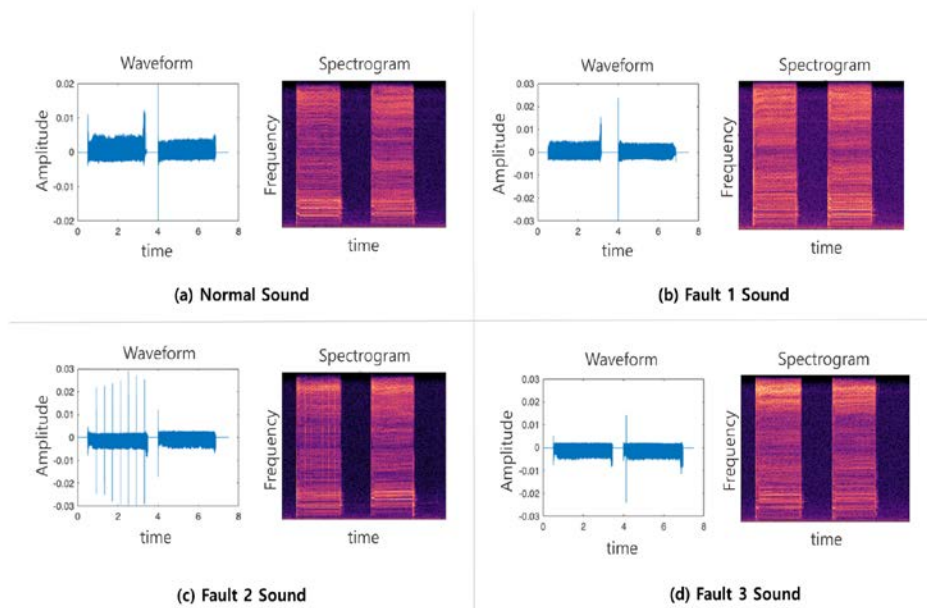 Waveform
Spectrogram
Amplitude
0.02
0.01
0
-0.01
-0.02
0 2 4 6 8
time
Frequency
time
(a) Normal Sound
Waveform
Spectrogram
Amplitude
0.03
0.02
0.01
0
-0.01
-0.02
-0.03
0 2 4 6 8
time
Frequency
time
(b) Fault 1 Sound
Waveform
Spectrogram
Amplitude
0.03
0.02
0.01
0
-0.01
-0.02
-0.03
0 2 4 6 8
time
Frequency
time
(c) Fault 2 Sound
Waveform
Spectrogram
Amplitude
0.03
0.02
0.01
0
-0.01
-0.02
-0.03
0 2 4 6 8
time
Frequency
time
(d) Fault 3 Sound